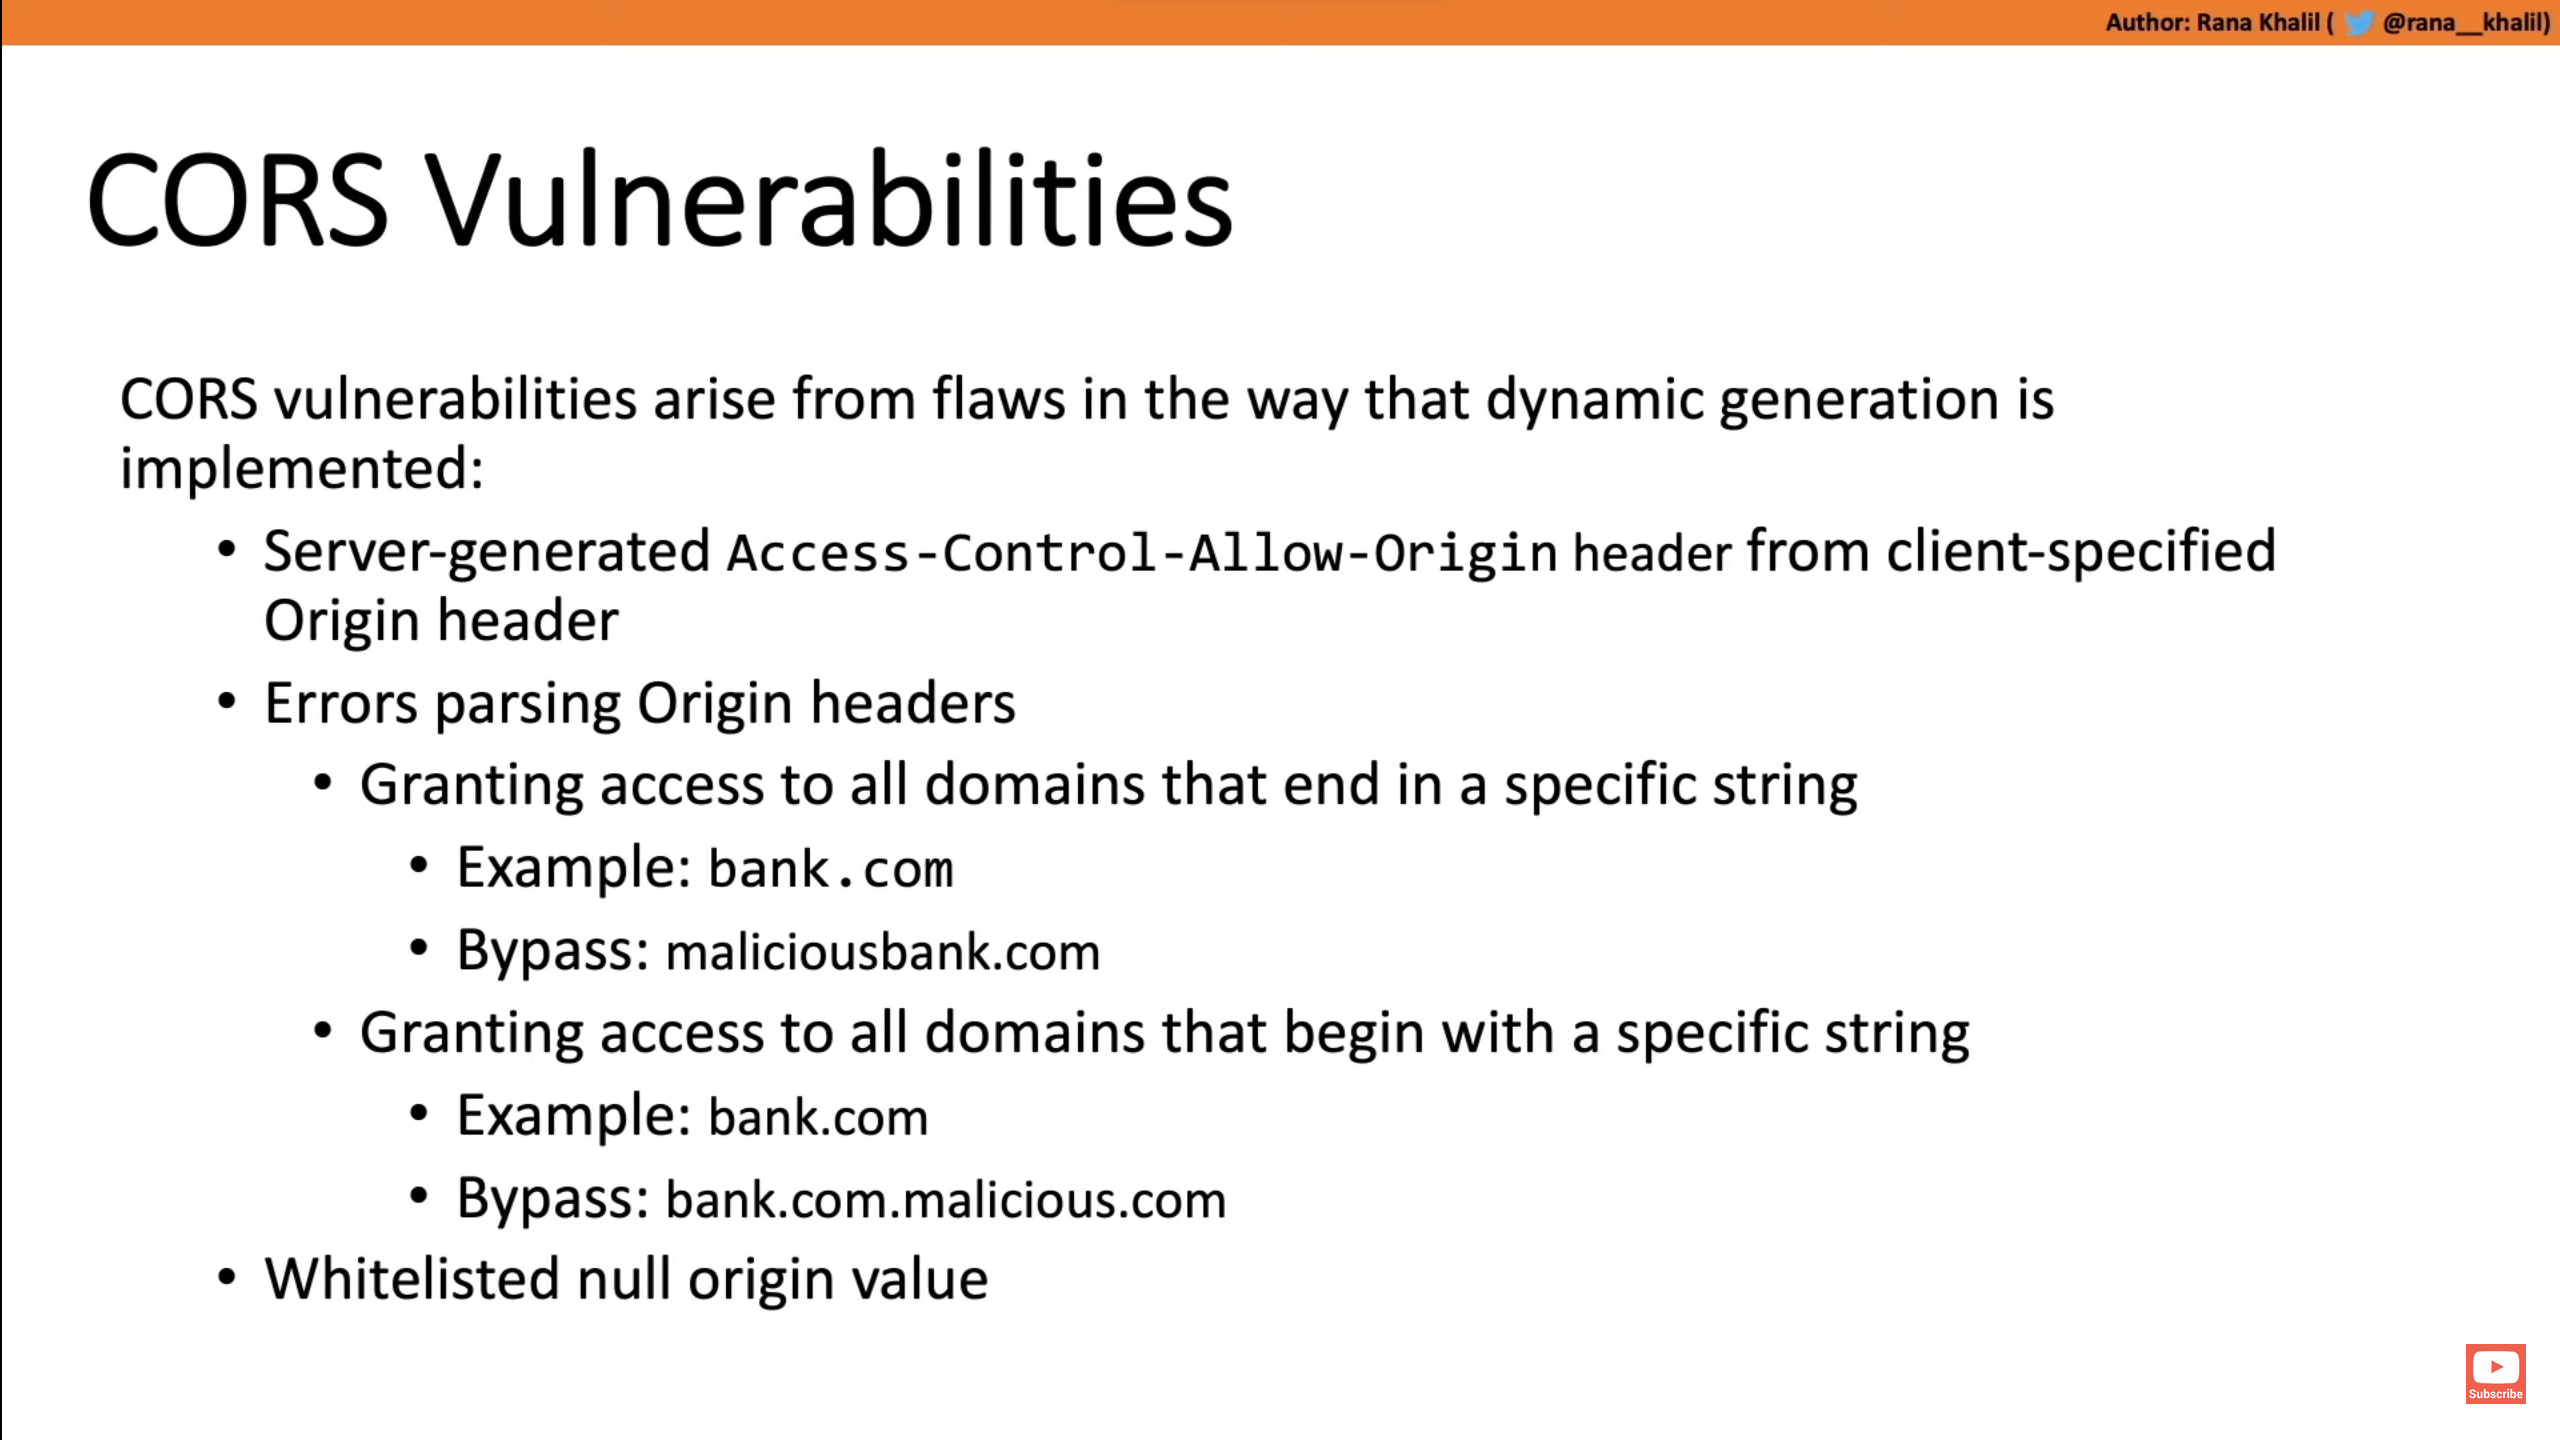 Author: Rana Khalil ( @rana__khalil)
CORS Vulnerabilities
CORS vulnerabilities arise from flaws in the way that dynamic generation is
implemented:
• Server-generated Access-Control-Allow-Origin header from client-specified
Origin header
• Errors parsing Origin headers
• Granting access to all domains that end in a specific string
• Example: bank.com
• Bypass: maliciousbank.com
• Granting access to all domains that begin with a specific string
• Example: bank.com
• Bypass: bank.com.malicious.com
• Whitelisted null origin value
Subscribe